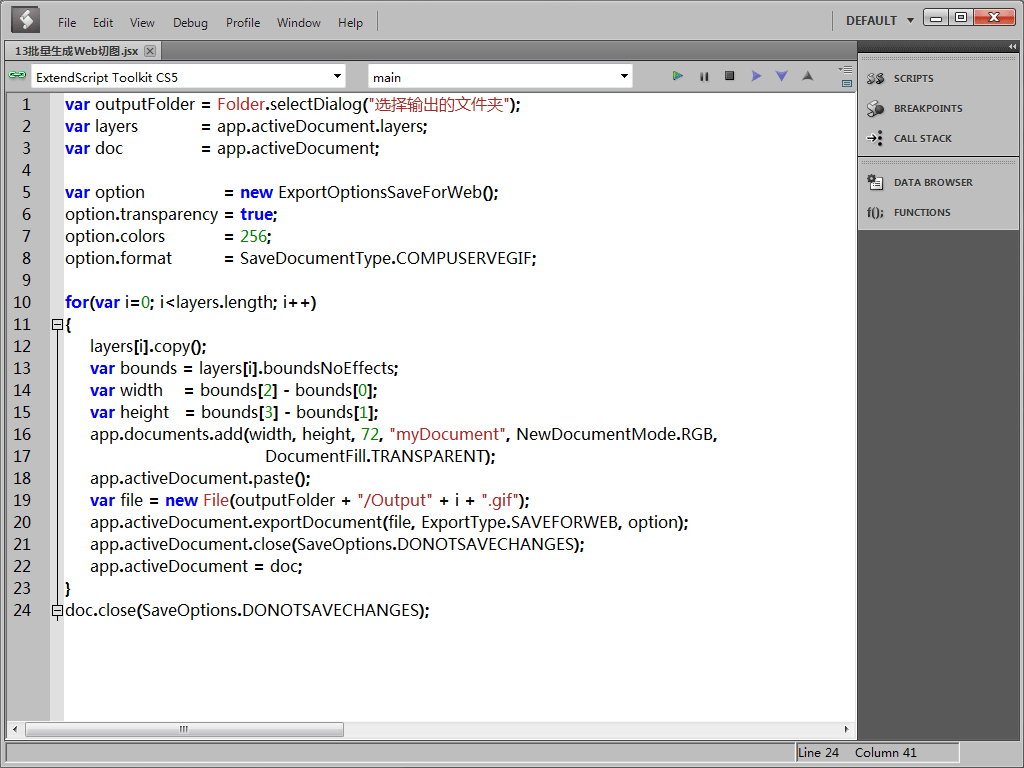 File Edit View Debug Profile Window Help DEFAULT
13批量生成Web切图.jsx
ExtendScript Toolkit CS5 main
1 var outputFolder = Folder.selectDialog("选择输出的文件夹");
2 var layers = app.activeDocument.layers;
3 var doc = app.activeDocument;
4
5 var option = new ExportOptionsSaveForWeb();
6 option.transparency = true;
7 option.colors = 256;
8 option.format = SaveDocumentType.COMPUSERVEGIF;
9
10 for(var i=0; i<layers.length; i++)
11 {
12 layers[i].copy();
13 var bounds = layers[i].boundsNoEffects;
14 var width = bounds[2] - bounds[0];
15 var height = bounds[3] - bounds[1];
16 app.documents.add(width, height, 72, "myDocument", NewDocumentMode.RGB,
17 DocumentFill.TRANSPARENT);
18 app.activeDocument.paste();
19 var file = new File(outputFolder + "/Output" + i + ".gif");
20 app.activeDocument.exportDocument(file, ExportType.SAVEFORWEB, option);
21 app.activeDocument.close(SaveOptions.DONOTSAVECHANGES);
22 app.activeDocument = doc;
23 }
24 doc.close(SaveOptions.DONOTSAVECHANGES);
SCRIPTS
BREAKPOINTS
CALL STACK
DATA BROWSER
f(); FUNCTIONS
Line 24 Column 41